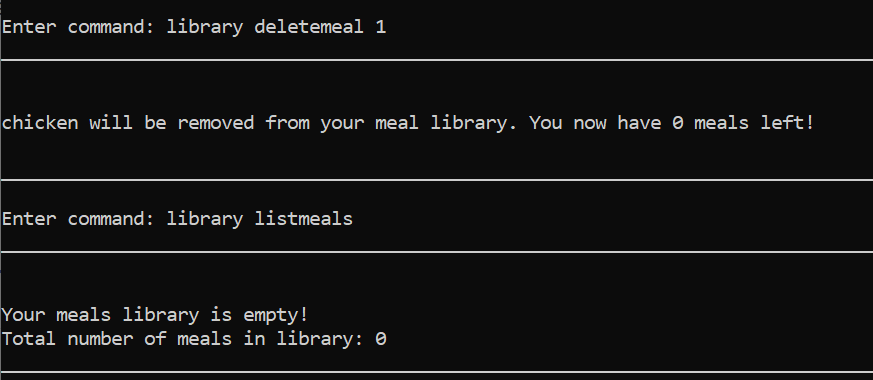 Enter command: library deletemeal 1
chicken will be removed from your meal library. You now have 0 meals left!
Enter command: library listmeals
Your meals library is empty!
Total number of meals in library: 0